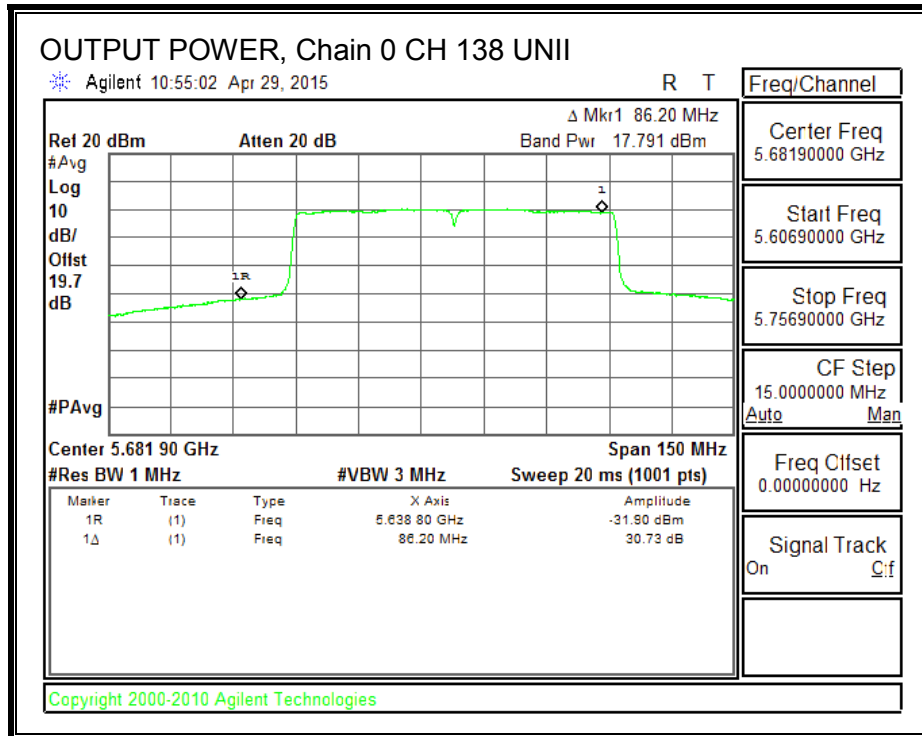 OUTPUT POWER, Chain 0 CH 138 UNII
Agilent 10:55:02 Apr 29, 2015 R T
Freq/Channel
Δ Mkr1 86.20 MHz
Ref 20 dBm Atten 20 dB Band Pwr 17.791 dBm
#Avg
Log
10
dB/
Offst
19.7
dB
1
1R
#PAvg
Center 5.681 90 GHz Span 150 MHz
#Res BW 1 MHz #VBW 3 MHz Sweep 20 ms (1001 pts)
Marker Trace Type X Axis Amplitude
1R (1) Freq 5.638 80 GHz -31.90 dBm
1Δ (1) Freq 86.20 MHz 30.73 dB
Center Freq
5.68190000 GHz
Start Freq
5.60690000 GHz
Stop Freq
5.75690000 GHz
CF Step
15.0000000 MHz
Auto Man
Freq Offset
0.00000000 Hz
Signal Track
On Off
Copyright 2000-2010 Agilent Technologies